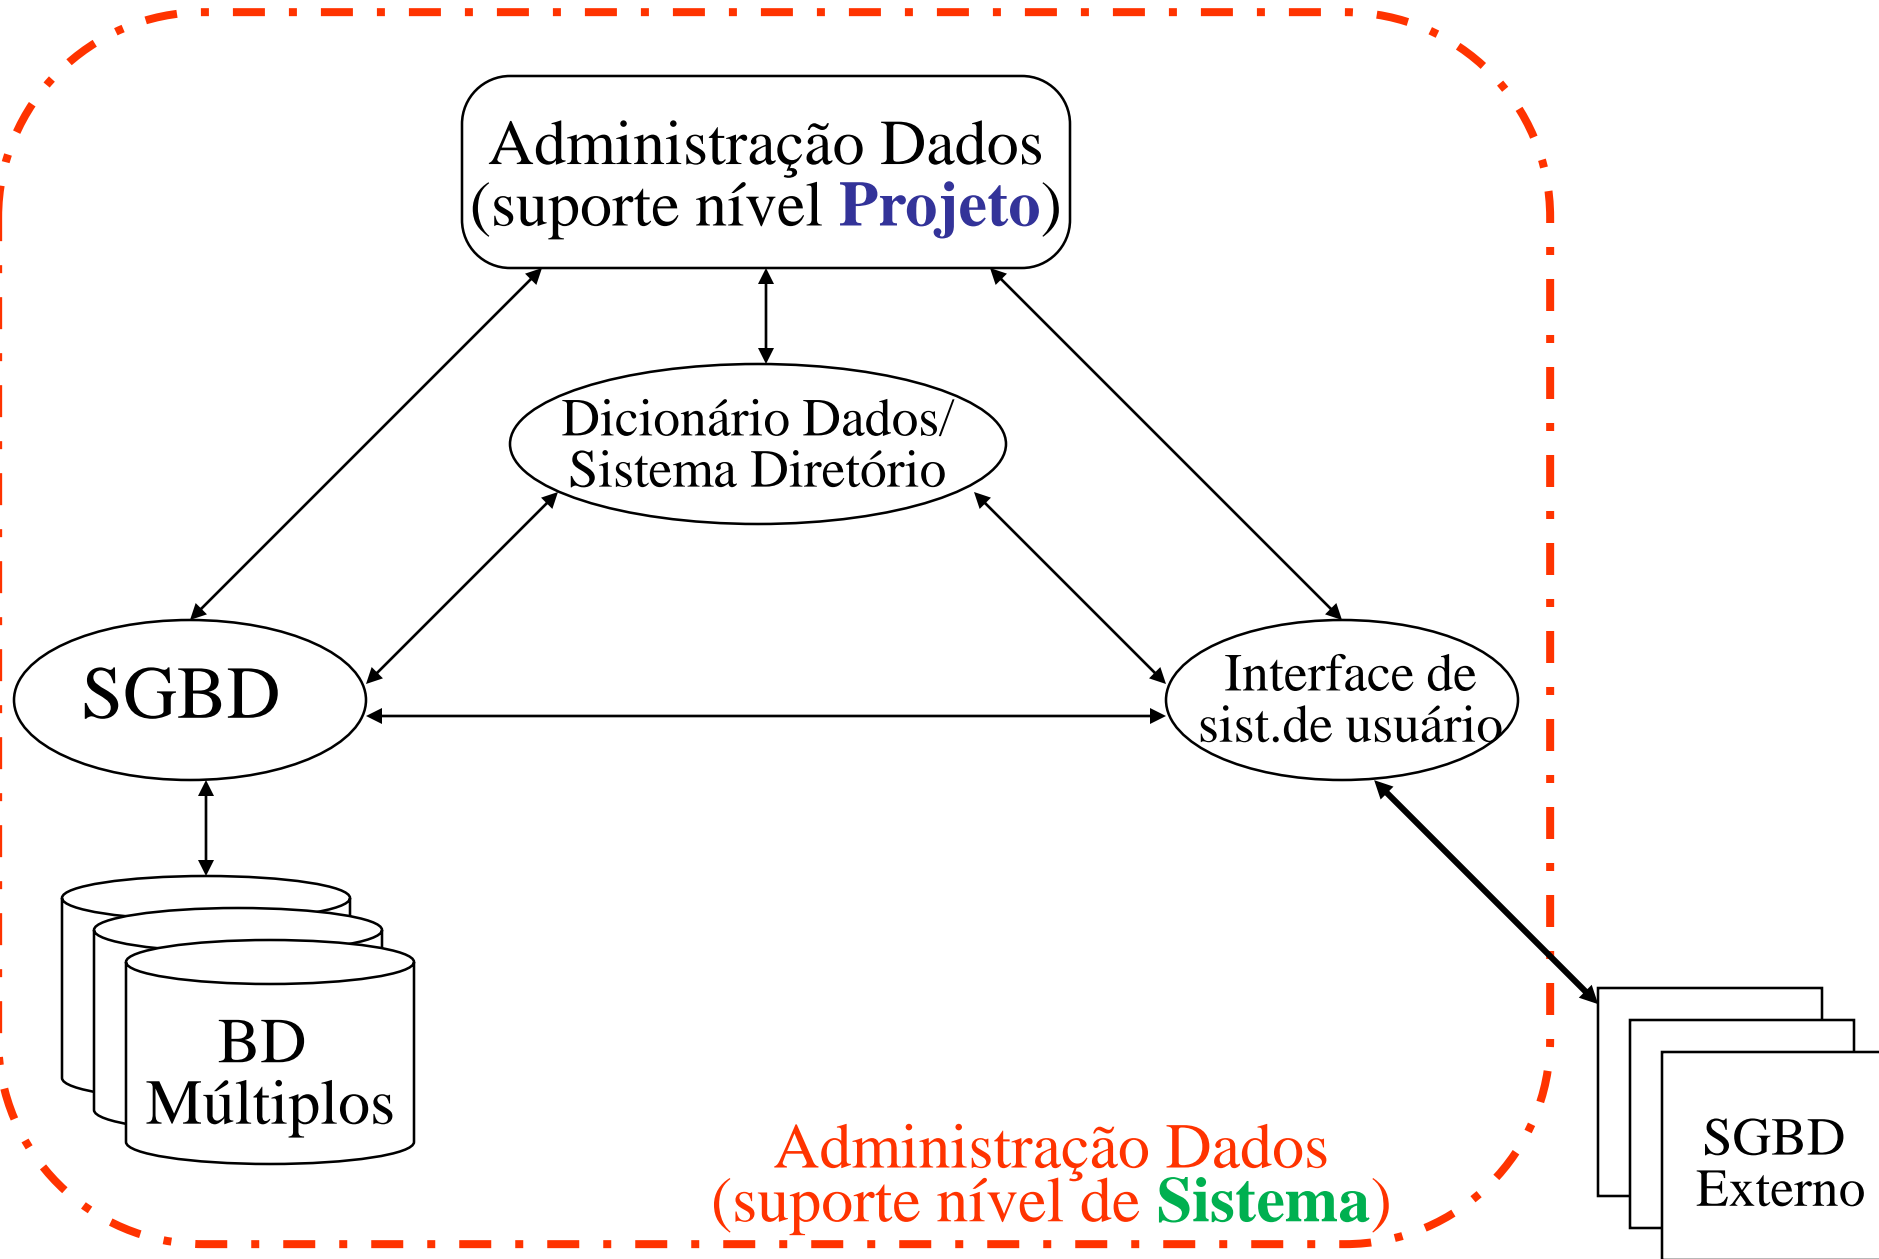 Administração Dados
(suporte nível Projeto)
Dicionário Dados/
Sistema Diretório
SGBD
Interface de
sist.de usuário
BD
Múltiplos
Administração Dados
(suporte nível de Sistema)
SGBD
Externo